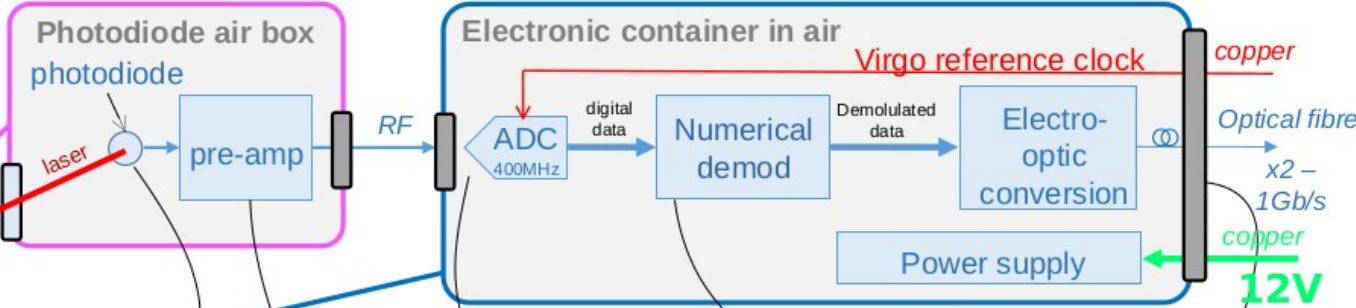 Photodiode air box
photodiode
laser
pre-amp
RF
Electronic container in air
Virgo reference clock
copper
ADC
400MHz
digital
data
Numerical
demod
Demolulated
data
Electro-
optic
conversion
Optical fibre
x2 –
1Gb/s
Power supply
copper
12V